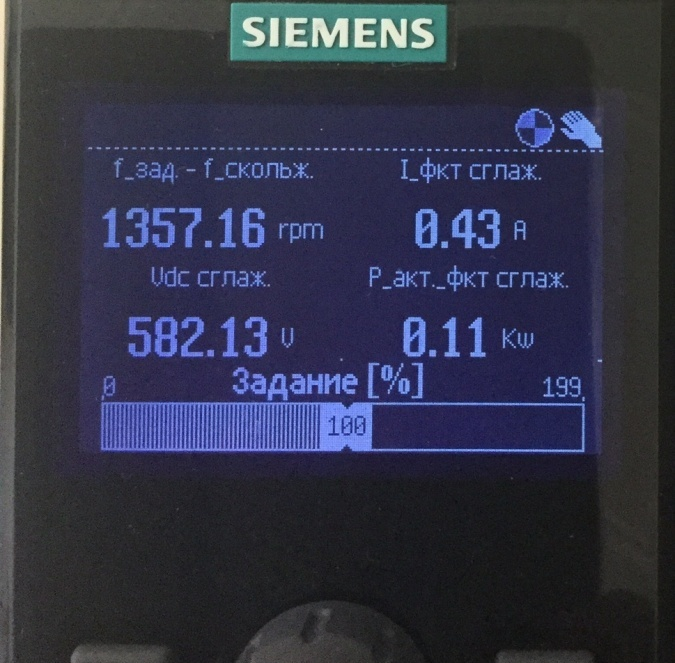 SIEMENS
f_зад. - f_скольж. I_фкт сглаж.
1357.16 rpm 0.43 A
Vdc сглаж. P_акт._фкт сглаж.
582.13 V 0.11 Kw
0 Задание [%] 199.
100